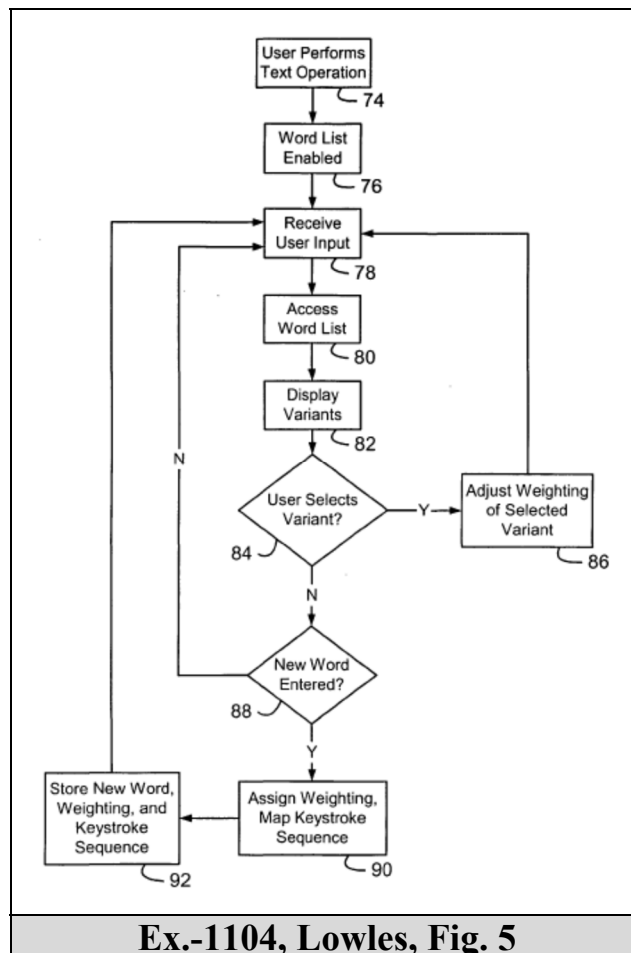 User Performs
Text Operation
74
Word List
Enabled
76
Receive
User Input
78
Access
Word List
80
Display
Variants
82
N
User Selects
Variant?
84
Y
Adjust Weighting
of Selected
Variant
86
N
New Word
Entered?
88
Y
Store New Word,
Weighting, and
Keystroke
Sequence
92
Assign Weighting,
Map Keystroke
Sequence
90
Ex.-1104, Lowles, Fig. 5